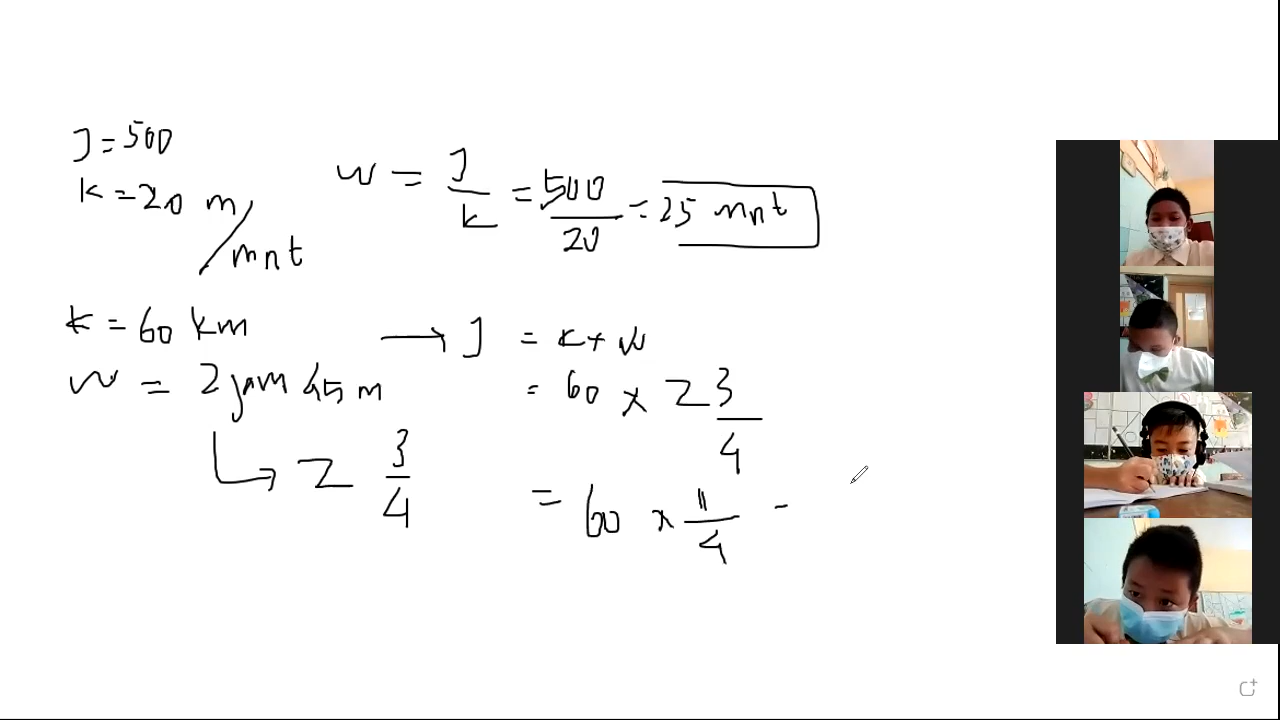 J = 500
k = 20 m/mnt
w = J/k = 500/20 = 25 mnt
k = 60 km
w = 2 jam 45 m
→ 2 3/4
→ J = k × w
= 60 × 2 3/4
= 60 × 11/4 =